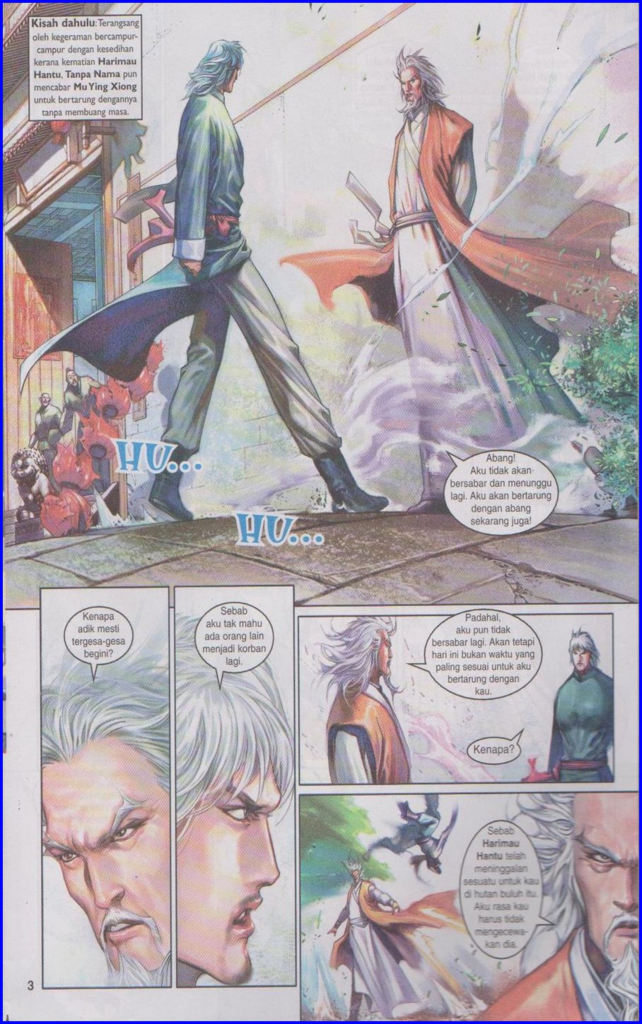 Kisah dahulu:Terangsang
oleh kegeraman bercampur-
campur dengan kesedihan
kerana kematian Harimau
Hantu, Tanpa Nama pun
mencabar Mu Ying Xiong
untuk bertarung dengannya
tanpa membuang masa.
HU...
HU...
Abang!
Aku tidak akan
bersabar dan menunggu
lagi. Aku akan bertarung
dengan abang
sekarang juga!
Kenapa
adik mesti
tergesa-gesa
begini?
Sebab
aku tak mahu
ada orang lain
menjadi korban
lagi.
Padahal,
aku pun tidak
bersabar lagi. Akan tetapi
hari ini bukan waktu yang
paling sesuai untuk aku
bertarung dengan
kau.
Kenapa?
Sebab
Harimau
Hantu telah
meninggalan
sesuatu untuk kau
di hutan buluh itu.
Aku rasa kau
harus tidak
mengecewa-
kan dia.
3